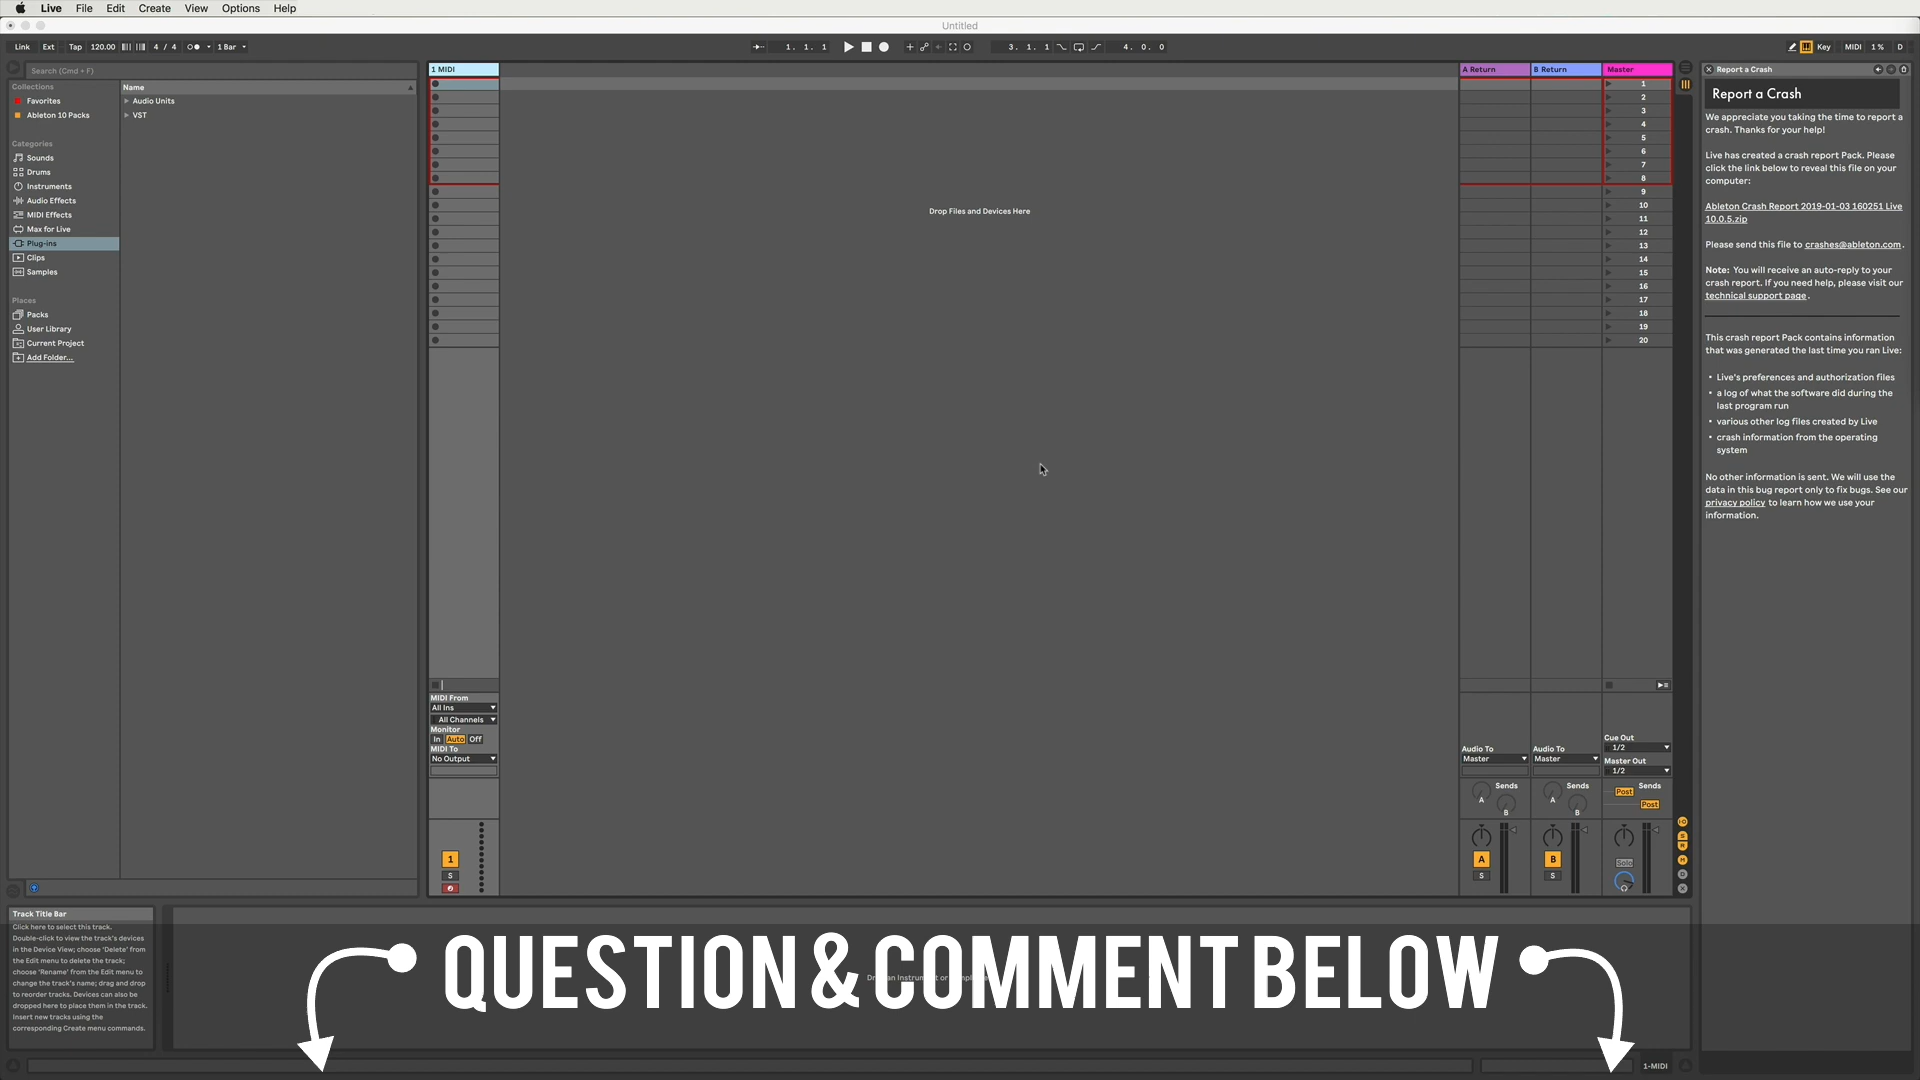 Live File Edit Create View Options Help
Untitled
Link Ext Tap 120.00 4 / 4 1 Bar
1. 1. 1
3. 1. 1
4. 0. 0
Key MIDI 1 % D
Search (Cmd + F)
Collections
Favorites
Ableton 10 Packs
Categories
Sounds
Drums
Instruments
Audio Effects
MIDI Effects
Max for Live
Plug-ins
Clips
Samples
Places
Packs
User Library
Current Project
Add Folder...
Name
Audio Units
VST
1 MIDI
Drop Files and Devices Here
MIDI From
All Ins
All Channels
Monitor
In Auto Off
MIDI To
No Output
1
S
A Return B Return Master
1
2
3
4
5
6
7
8
9
10
11
12
13
14
15
16
17
18
19
20
Audio To
Master
Sends
A
B
A
S
Audio To
Master
Sends
A
B
B
S
Cue Out
1/2
Master Out
1/2
Sends
Post
Post
Solo
Report a Crash
Report a Crash
We appreciate you taking the time to report a
crash. Thanks for your help!
Live has created a crash report Pack. Please
click the link below to reveal this file on your
computer:
Ableton Crash Report 2019-01-03 160251 Live
10.0.5.zip
Please send this file to crashes@ableton.com.
Note: You will receive an auto-reply to your
crash report. If you need help, please visit our
technical support page.
This crash report Pack contains information
that was generated the last time you ran Live:
• Live's preferences and authorization files
• a log of what the software did during the
last program run
• various other log files created by Live
• crash information from the operating
system
No other information is sent. We will use the
data in this bug report only to fix bugs. See our
privacy policy to learn how we use your
information.
Track Title Bar
Click here to select this track.
Double-click to view the track's devices
in the Device View; choose 'Delete' from
the Edit menu to delete the track;
choose 'Rename' from the Edit menu to
change the track's name; drag and drop
to reorder tracks. Devices can also be
dropped here to place them in the track.
Insert new tracks using the
corresponding Create menu commands.
QUESTION & COMMENT BELOW
1-MIDI